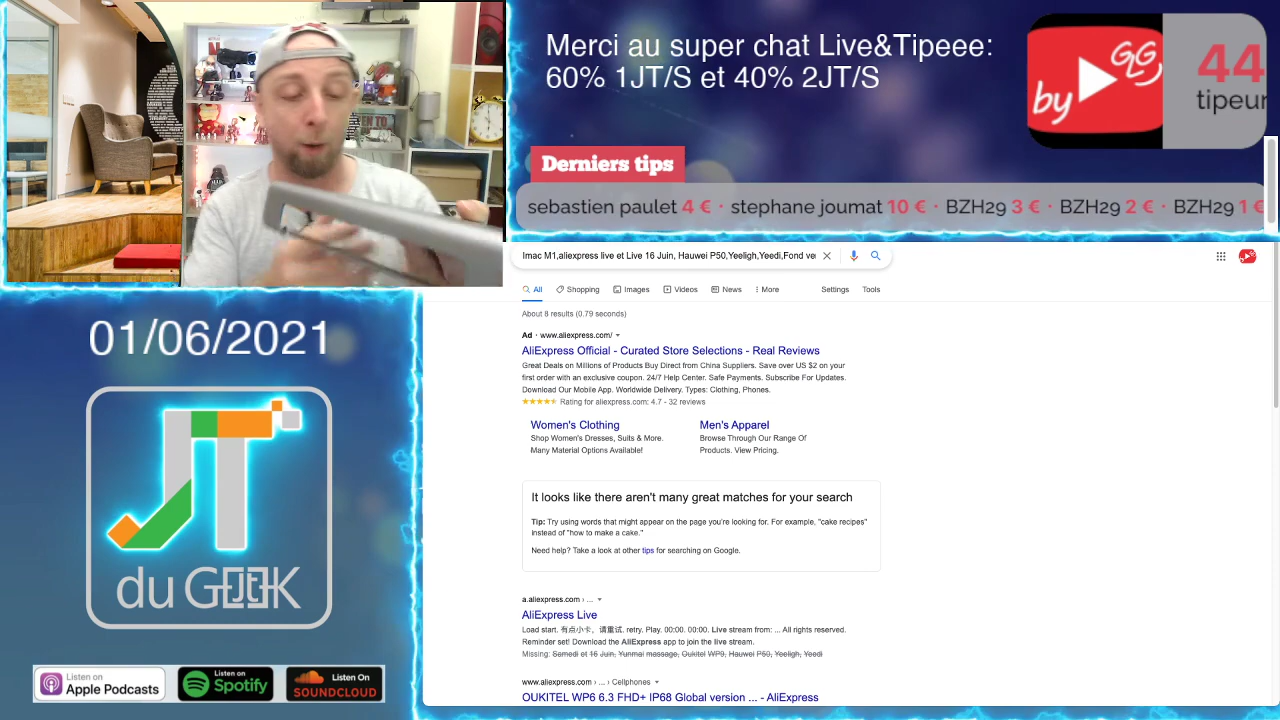 Merci au super chat Live&Tipeee:
60% 1JT/S et 40% 2JT/S
by GG
44
tipeur
Derniers tips
sebastien paulet 4 € · stephane joumat 10 € · BZH29 3 € · BZH29 2 € · BZH29 1 €
Imac M1,aliexpress live et Live 16 Juin, Hauwei P50,Yeeligh,Yeedi,Fond ve
All
Shopping
Images
Videos
News
More
Settings
Tools
About 8 results (0.79 seconds)
Ad · www.aliexpress.com/
AliExpress Official - Curated Store Selections - Real Reviews
Great Deals on Millions of Products Buy Direct from China Suppliers. Save over US $2 on your
first order with an exclusive coupon. 24/7 Help Center. Safe Payments. Subscribe For Updates.
Download Our Mobile App. Worldwide Delivery. Types: Clothing, Phones.
Rating for aliexpress.com: 4.7 - 32 reviews
Women's Clothing
Shop Women's Dresses, Suits & More.
Many Material Options Available!
Men's Apparel
Browse Through Our Range Of
Products. View Pricing.
It looks like there aren't many great matches for your search
Tip: Try using words that might appear on the page you're looking for. For example, "cake recipes"
instead of "how to make a cake."
Need help? Take a look at other tips for searching on Google.
a.aliexpress.com › ...
AliExpress Live
Load start. 有点小卡，请重试. retry. Play. 00:00. 00:00. Live stream from: ... All rights reserved.
Reminder set! Download the AliExpress app to join the live stream.
Missing: Samedi et 16 Juin, Yunmai massage, Oukitel WP9, Hauwei P50, Yeeligh, Yeedi
www.aliexpress.com › ... › Cellphones
OUKITEL WP6 6.3 FHD+ IP68 Global version ... - AliExpress
01/06/2021
JT
du GEEK
Listen on
Apple Podcasts
Listen on
Spotify
Listen On
SOUNDCLOUD